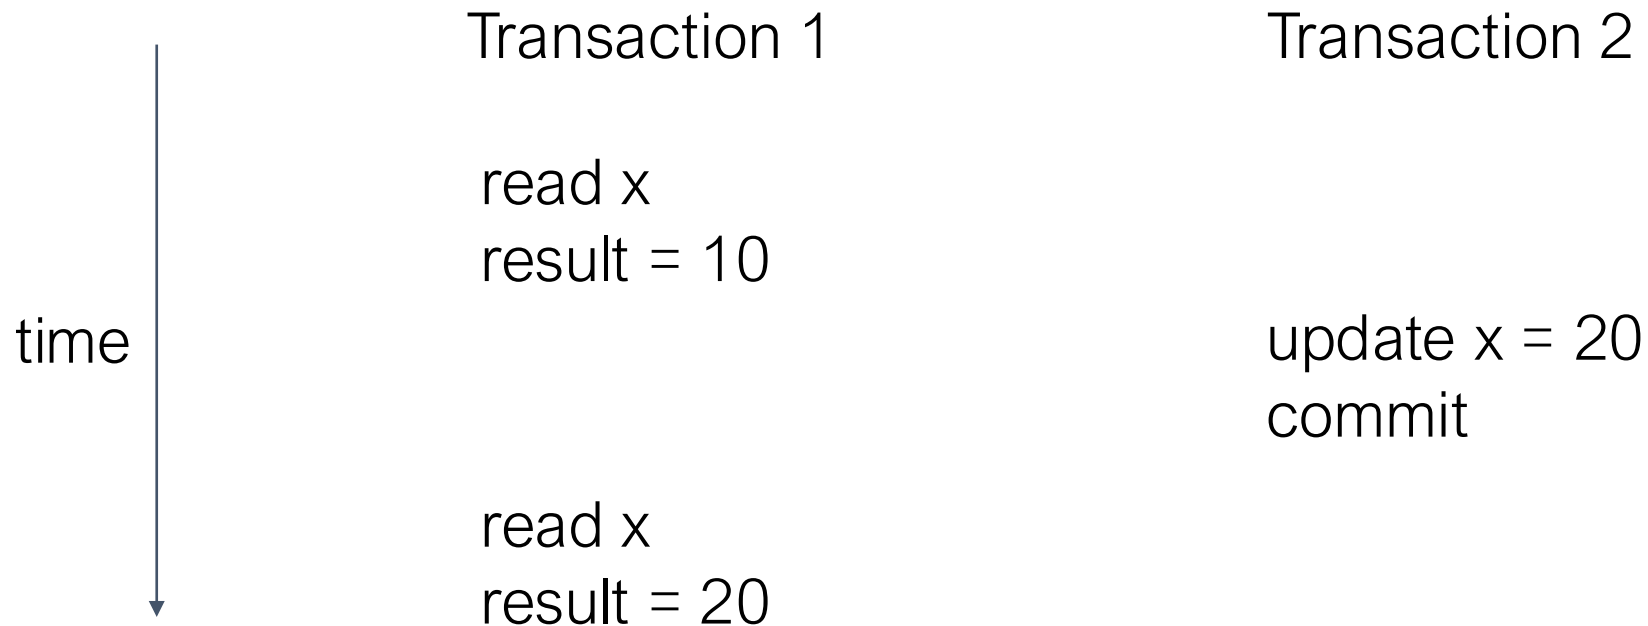 Transaction 1
Transaction 2
read x
result = 10
time
update x = 20
commit
read x
result = 20